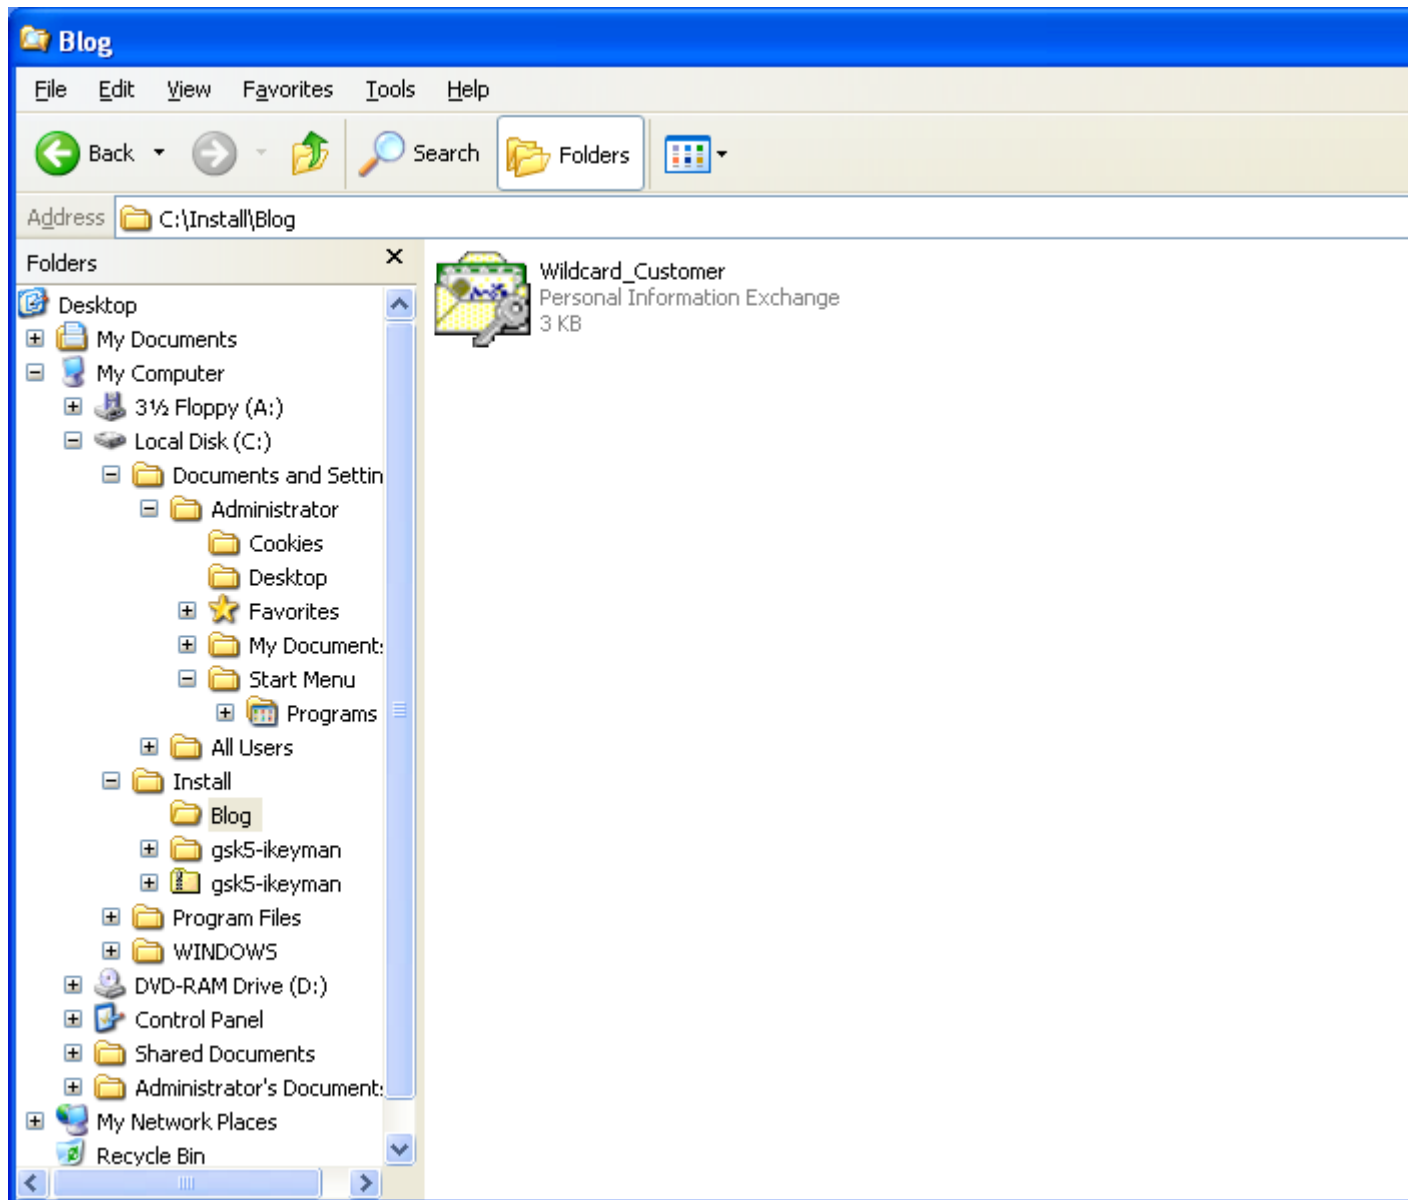 Blog
File Edit View Favorites Tools Help
Back Search Folders
Address C:\Install\Blog
Folders
Desktop
My Documents
My Computer
3½ Floppy (A:)
Local Disk (C:)
Documents and Settin
Administrator
Cookies
Desktop
Favorites
My Document
Start Menu
Programs
All Users
Install
Blog
gsk5-ikeyman
gsk5-ikeyman
Program Files
WINDOWS
DVD-RAM Drive (D:)
Control Panel
Shared Documents
Administrator's Document
My Network Places
Recycle Bin
Wildcard_Customer
Personal Information Exchange
3 KB